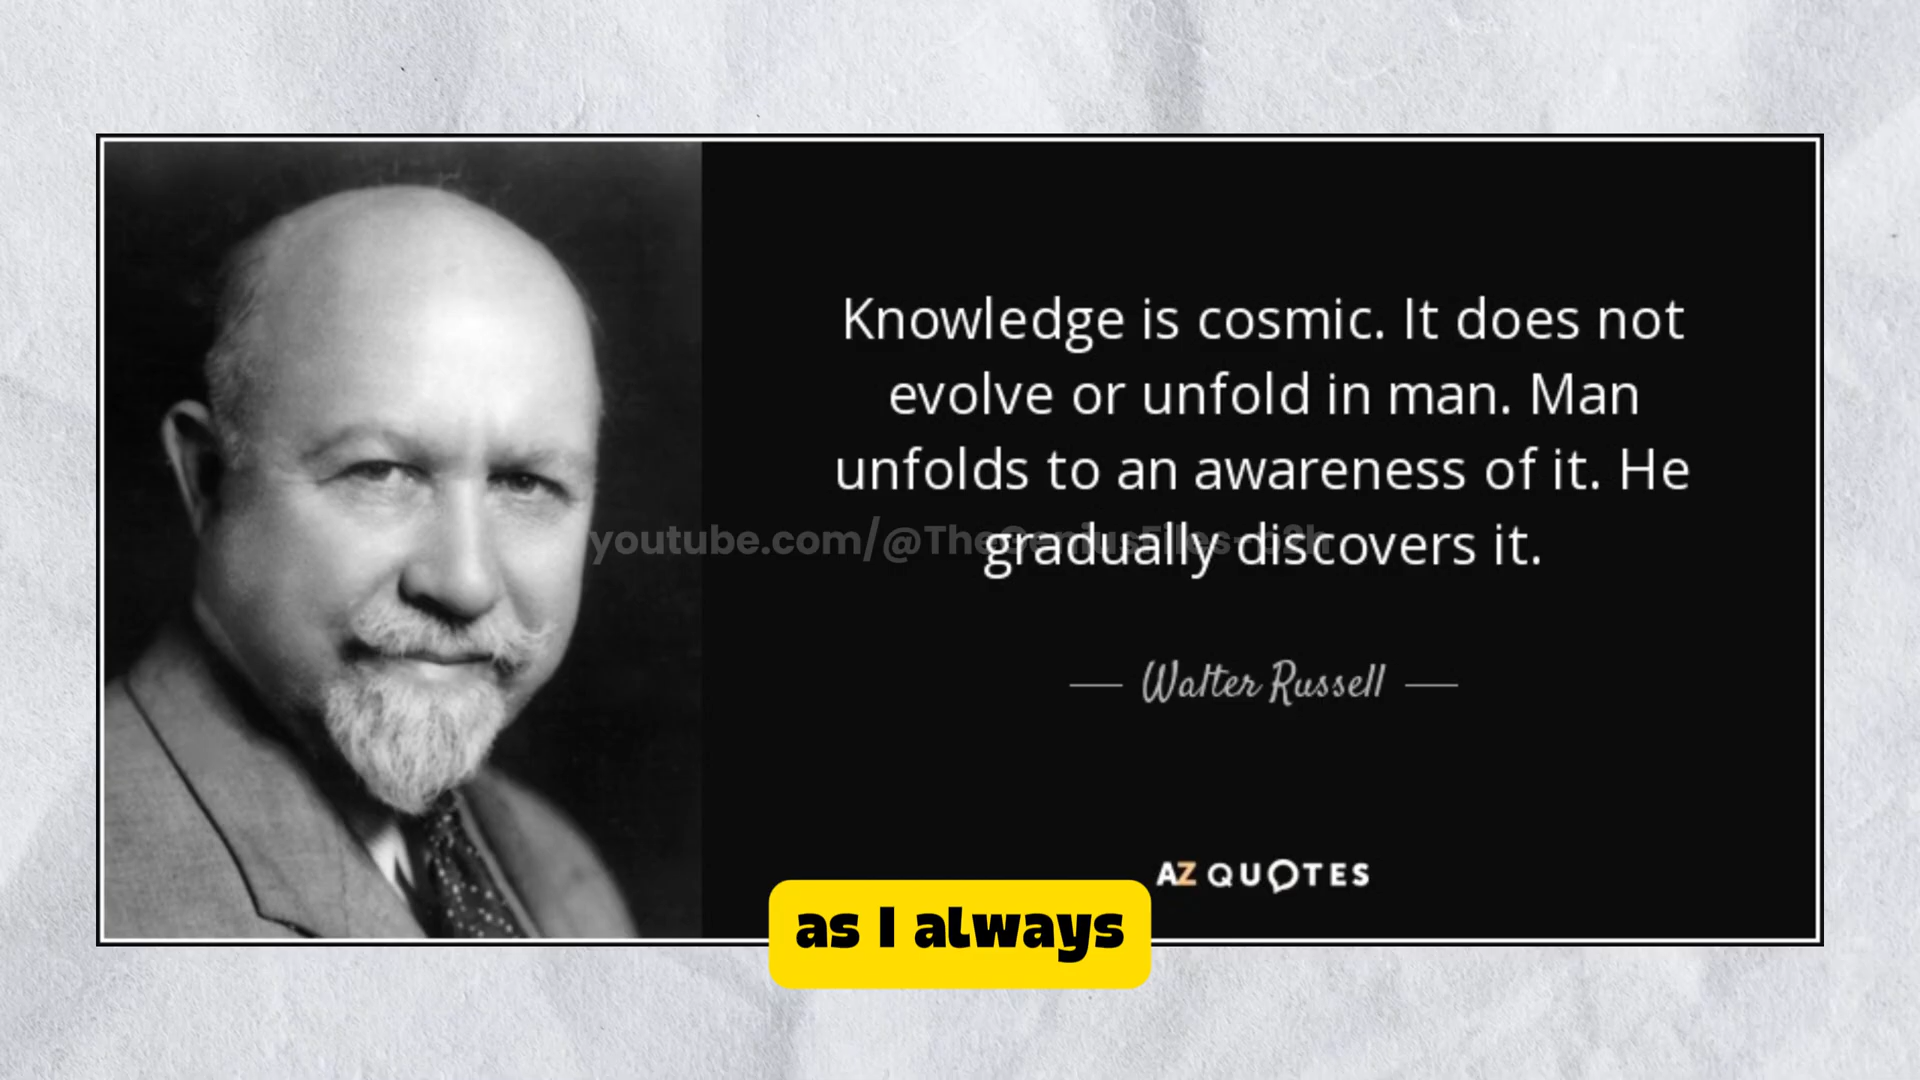 Knowledge is cosmic. It does not
evolve or unfold in man. Man
unfolds to an awareness of it. He
gradually discovers it.
youtube.com/@TheGeniusFiles-
Walter Russell
AZ QUOTES
as I always